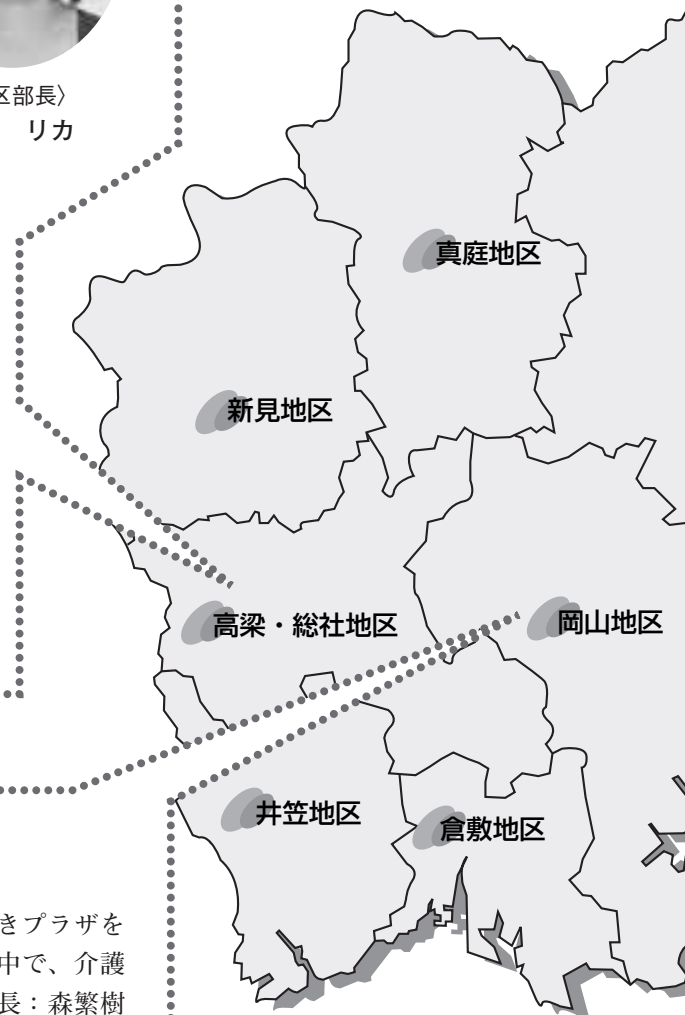 区部長〉
リカ
真庭地区
新見地区
高梁・総社地区
岡山地区
井笠地区
倉敷地区
きプラザを
中で、介護
長：森繁樹